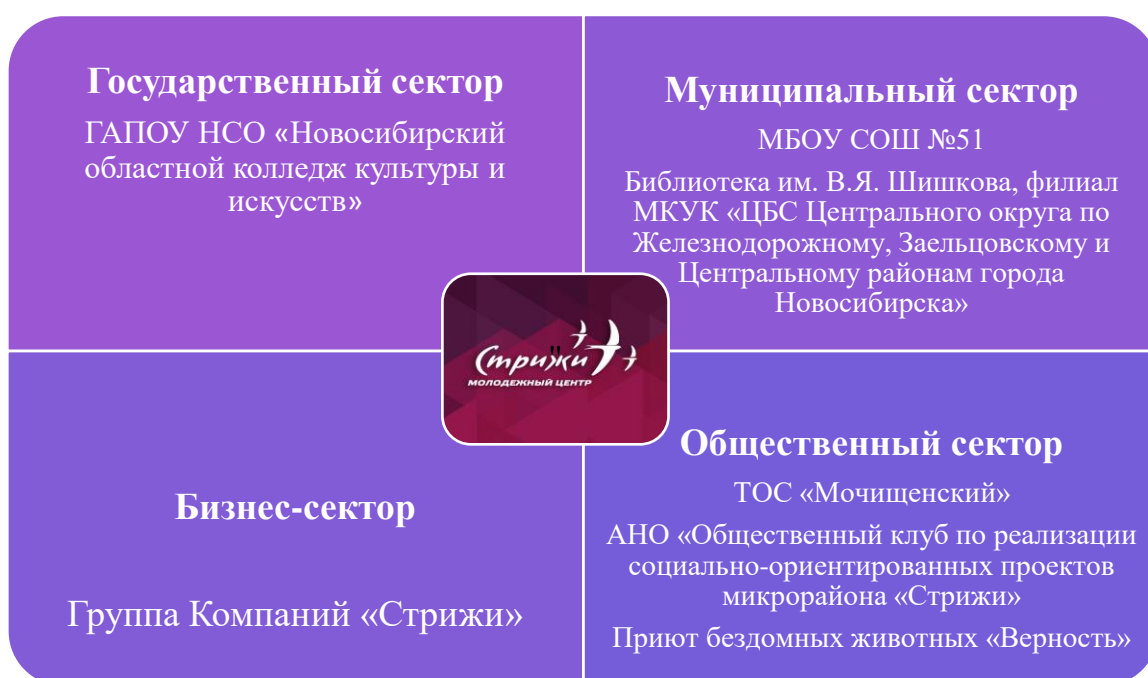 Государственный сектор
ГАПОУ НСО «Новосибирский
областной колледж культуры и
искусств»
Муниципальный сектор
МБОУ СОШ №51
Библиотека им. В.Я. Шишкова, филиал
МКУК «ЦБС Центрального округа по
Железнодорожному, Заельцовскому и
Центральному районам города
Новосибирска»
Стрижи
МОЛОДЕЖНЫЙ ЦЕНТР
Бизнес-сектор
Группа Компаний «Стрижи»
Общественный сектор
ТОС «Мочищенский»
АНО «Общественный клуб по реализации
социально-ориентированных проектов
микрорайона «Стрижи»
Приют бездомных животных «Верность»